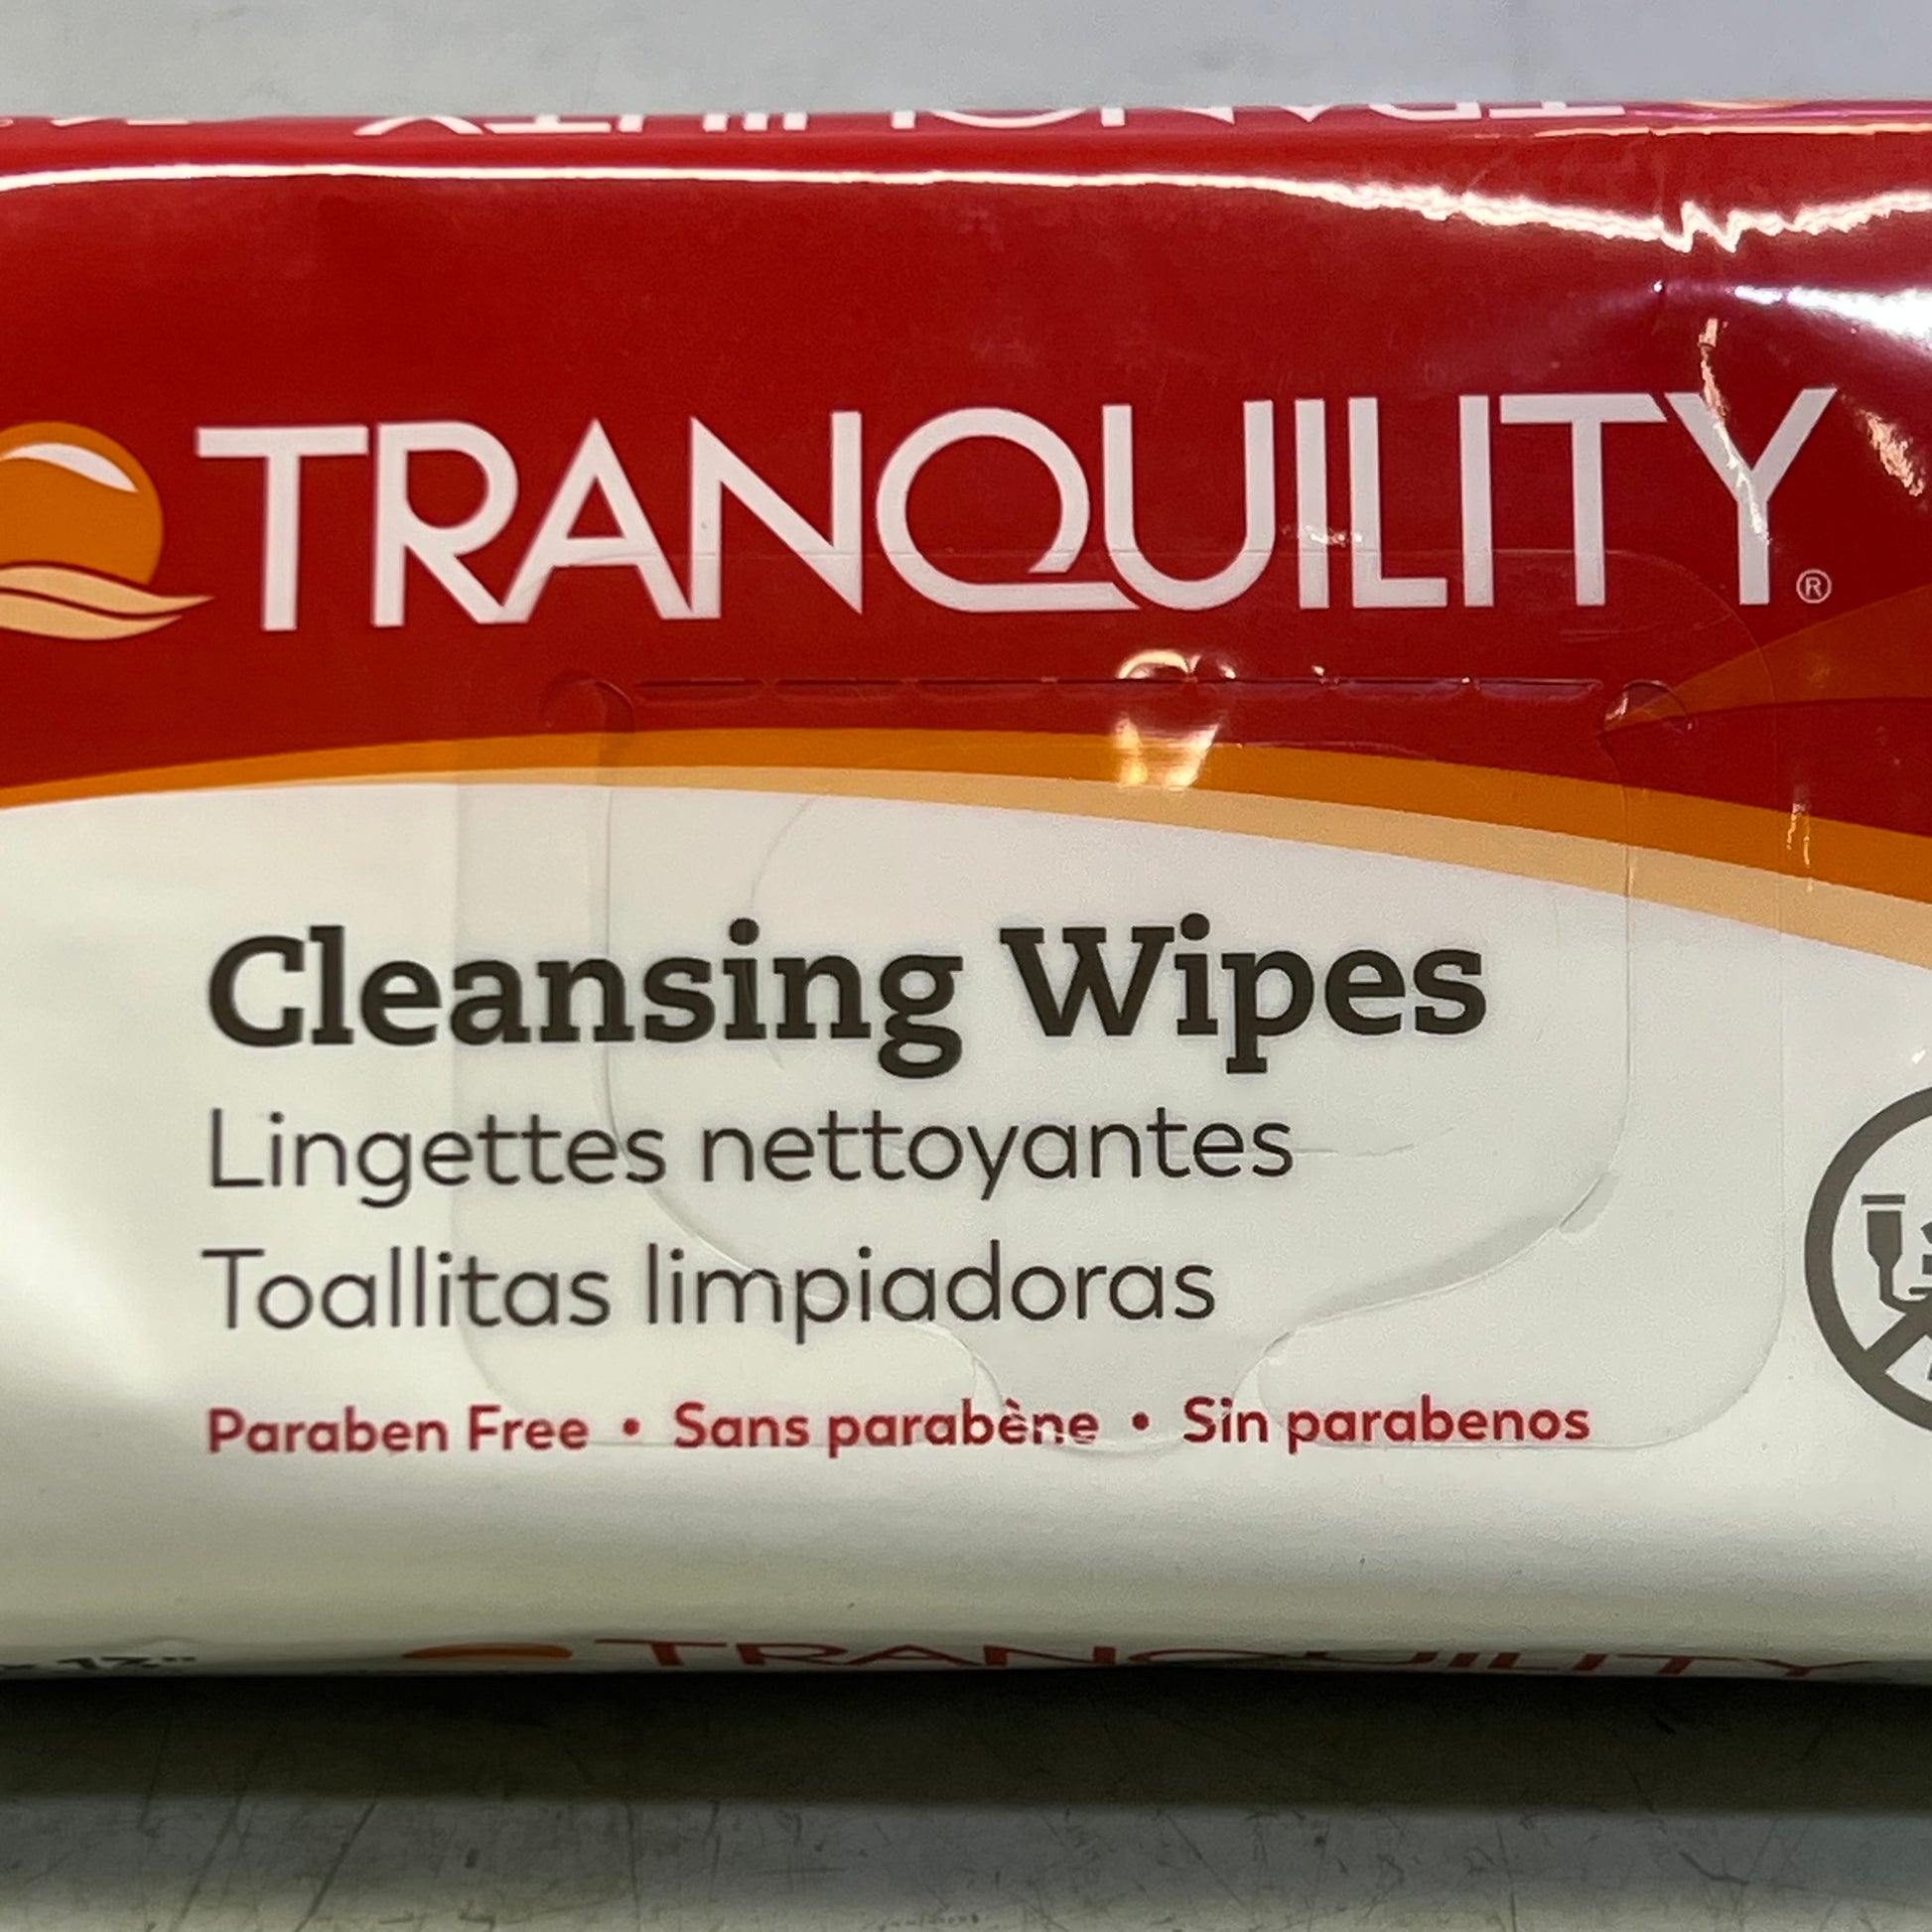 TRANQUILITY®
Cleansing Wipes
Lingettes nettoyantes
Toallitas limpiadoras
Paraben Free • Sans parabène • Sin parabenos
TRANQUILITY